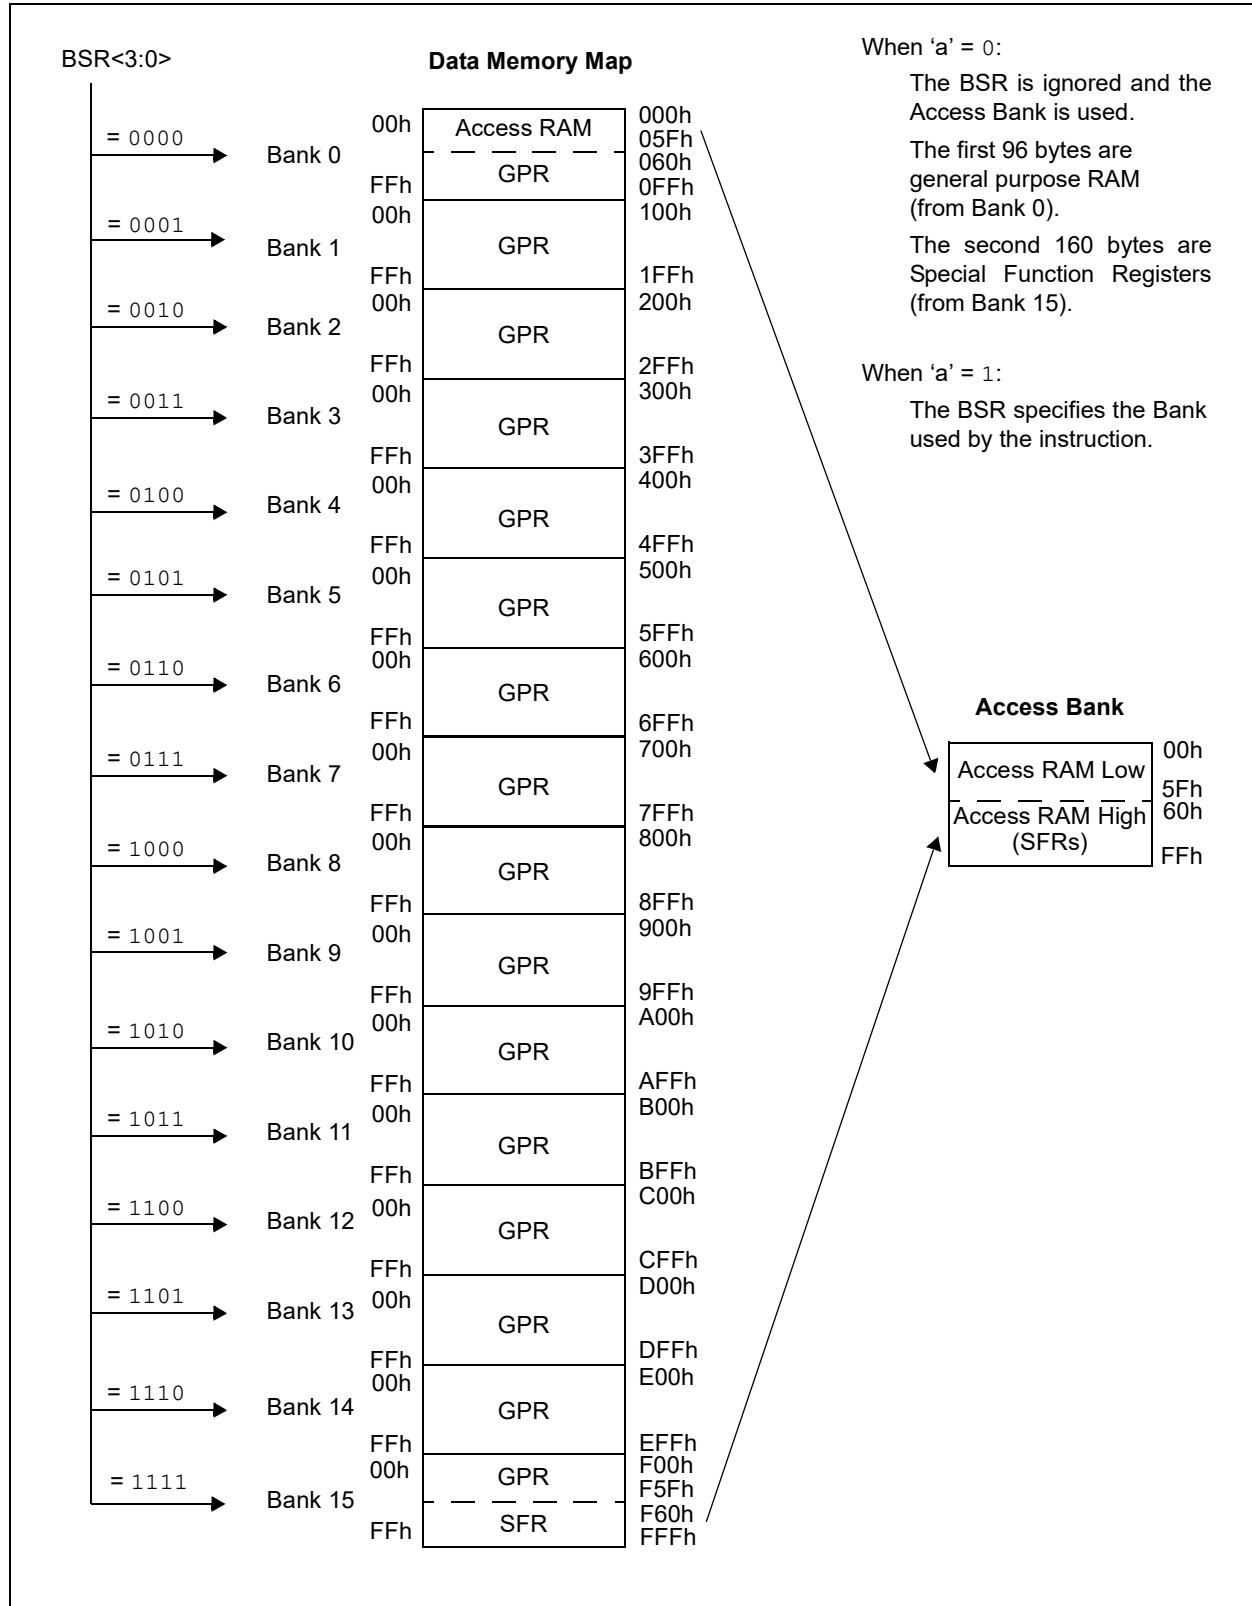 BSR<3:0>
Data Memory Map
When ‘a’ = 0:
The BSR is ignored and the
Access Bank is used.
The first 96 bytes are
general purpose RAM
(from Bank 0).
The second 160 bytes are
Special Function Registers
(from Bank 15).
When ‘a’ = 1:
The BSR specifies the Bank
used by the instruction.
= 0000
Bank 0
00h
Access RAM
000h
05Fh
GPR
060h
FFh
0FFh
= 0001
Bank 1
00h
GPR
100h
FFh
1FFh
= 0010
Bank 2
00h
GPR
200h
FFh
2FFh
= 0011
Bank 3
00h
GPR
300h
FFh
3FFh
= 0100
Bank 4
00h
GPR
400h
FFh
4FFh
= 0101
Bank 5
00h
GPR
500h
FFh
5FFh
= 0110
Bank 6
00h
GPR
600h
FFh
6FFh
= 0111
Bank 7
00h
GPR
700h
FFh
7FFh
= 1000
Bank 8
00h
GPR
800h
FFh
8FFh
= 1001
Bank 9
00h
GPR
900h
FFh
9FFh
= 1010
Bank 10
00h
GPR
A00h
FFh
AFFh
= 1011
Bank 11
00h
GPR
B00h
FFh
BFFh
= 1100
Bank 12
00h
GPR
C00h
FFh
CFFh
= 1101
Bank 13
00h
GPR
D00h
FFh
DFFh
= 1110
Bank 14
00h
GPR
E00h
FFh
EFFh
= 1111
Bank 15
00h
GPR
F00h
F5Fh
SFR
F60h
FFh
FFFh
Access Bank
Access RAM Low
00h
5Fh
Access RAM High
(SFRs)
60h
FFh